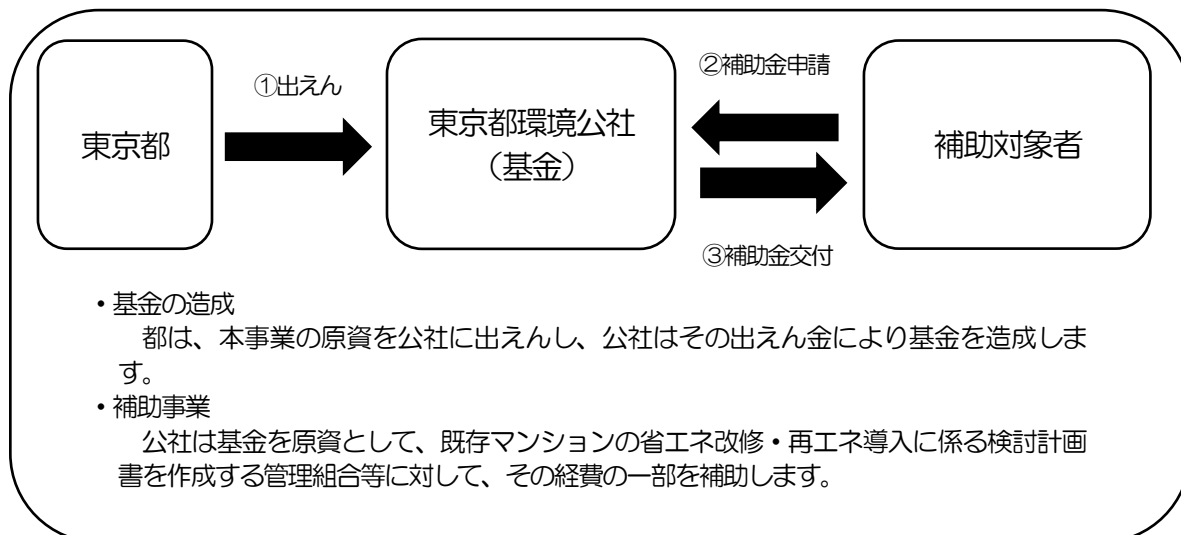 東京都
①出えん
東京都環境公社
（基金）
②補助金申請
③補助金交付
補助対象者
・基金の造成
都は、本事業の原資を公社に出えんし、公社はその出えん金により基金を造成しま
す。
・補助事業
公社は基金を原資として、既存マンションの省エネ改修・再エネ導入に係る検討計画
書を作成する管理組合等に対して、その経費の一部を補助します。